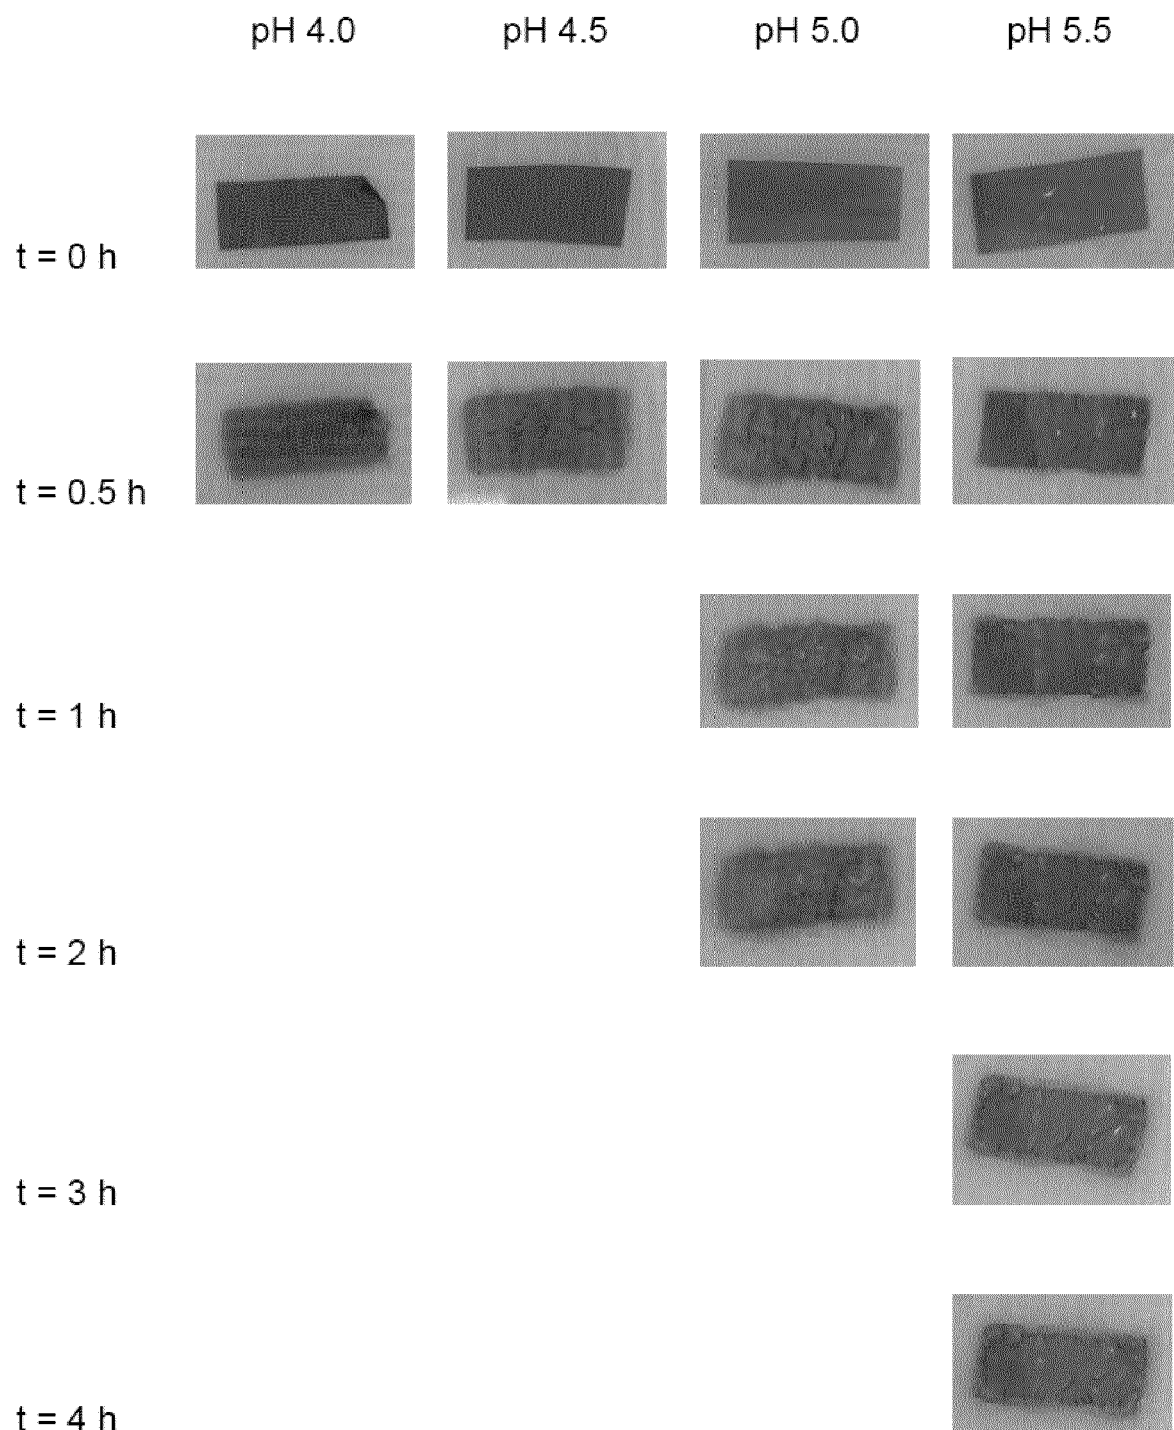 pH 4.0 pH 4.5 pH 5.0 pH 5.5
t = 0 h
t = 0.5 h
t = 1 h
t = 2 h
t = 3 h
t = 4 h